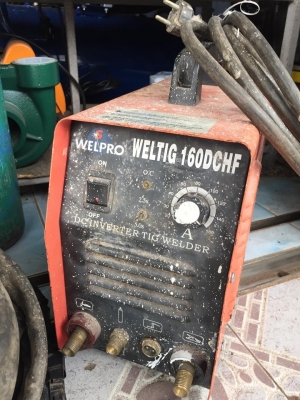 WELPRO WELTIG 160DCHF
ON
O.C
OFF
A
DC INVERTER TIG WELDER